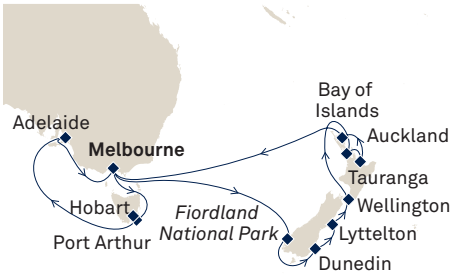 Bay of
Islands
Adelaide
Auckland
Melbourne
Tauranga
Hobart
Fiordland
National Park
Wellington
Port Arthur
Lyttelton
Dunedin